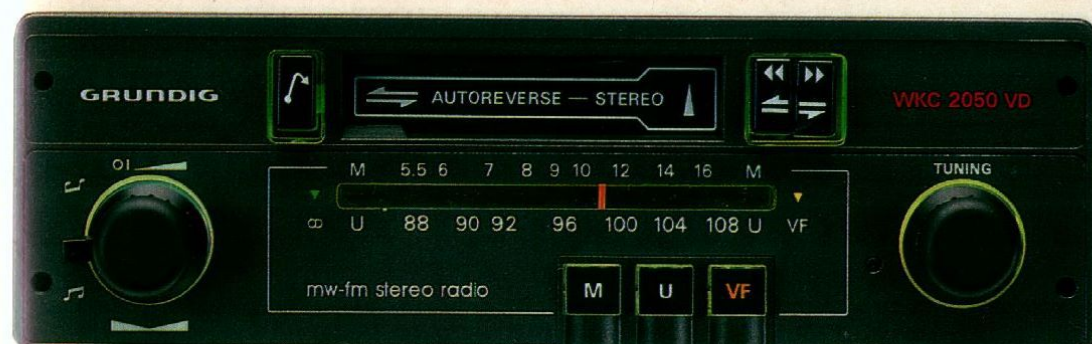 GRUNDIG
AUTOREVERSE — STEREO
WKC 2050 VD
M 5.5 6 7 8 9 10 12 14 16 M
TUNING
U 88 90 92 96 100 104 108 U VF
mw-fm stereo radio
M U VF